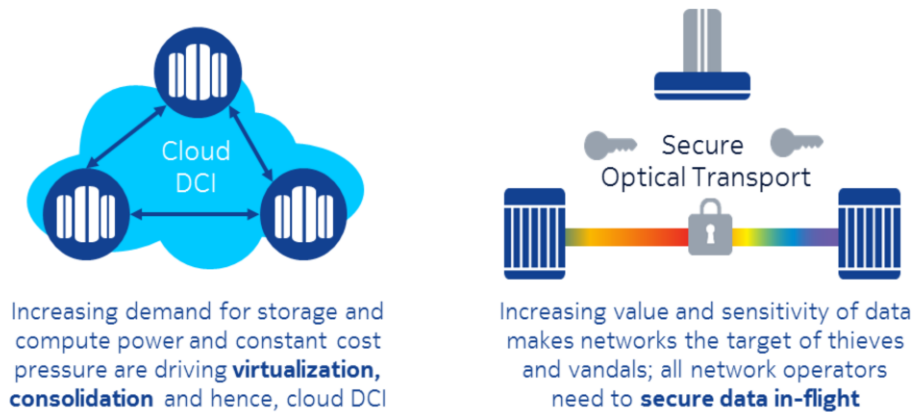 Cloud
DCI
Increasing demand for storage and
compute power and constant cost
pressure are driving virtualization,
consolidation and hence, cloud DCI
Secure
Optical Transport
Increasing value and sensitivity of data
makes networks the target of thieves
and vandals; all network operators
need to secure data in-flight